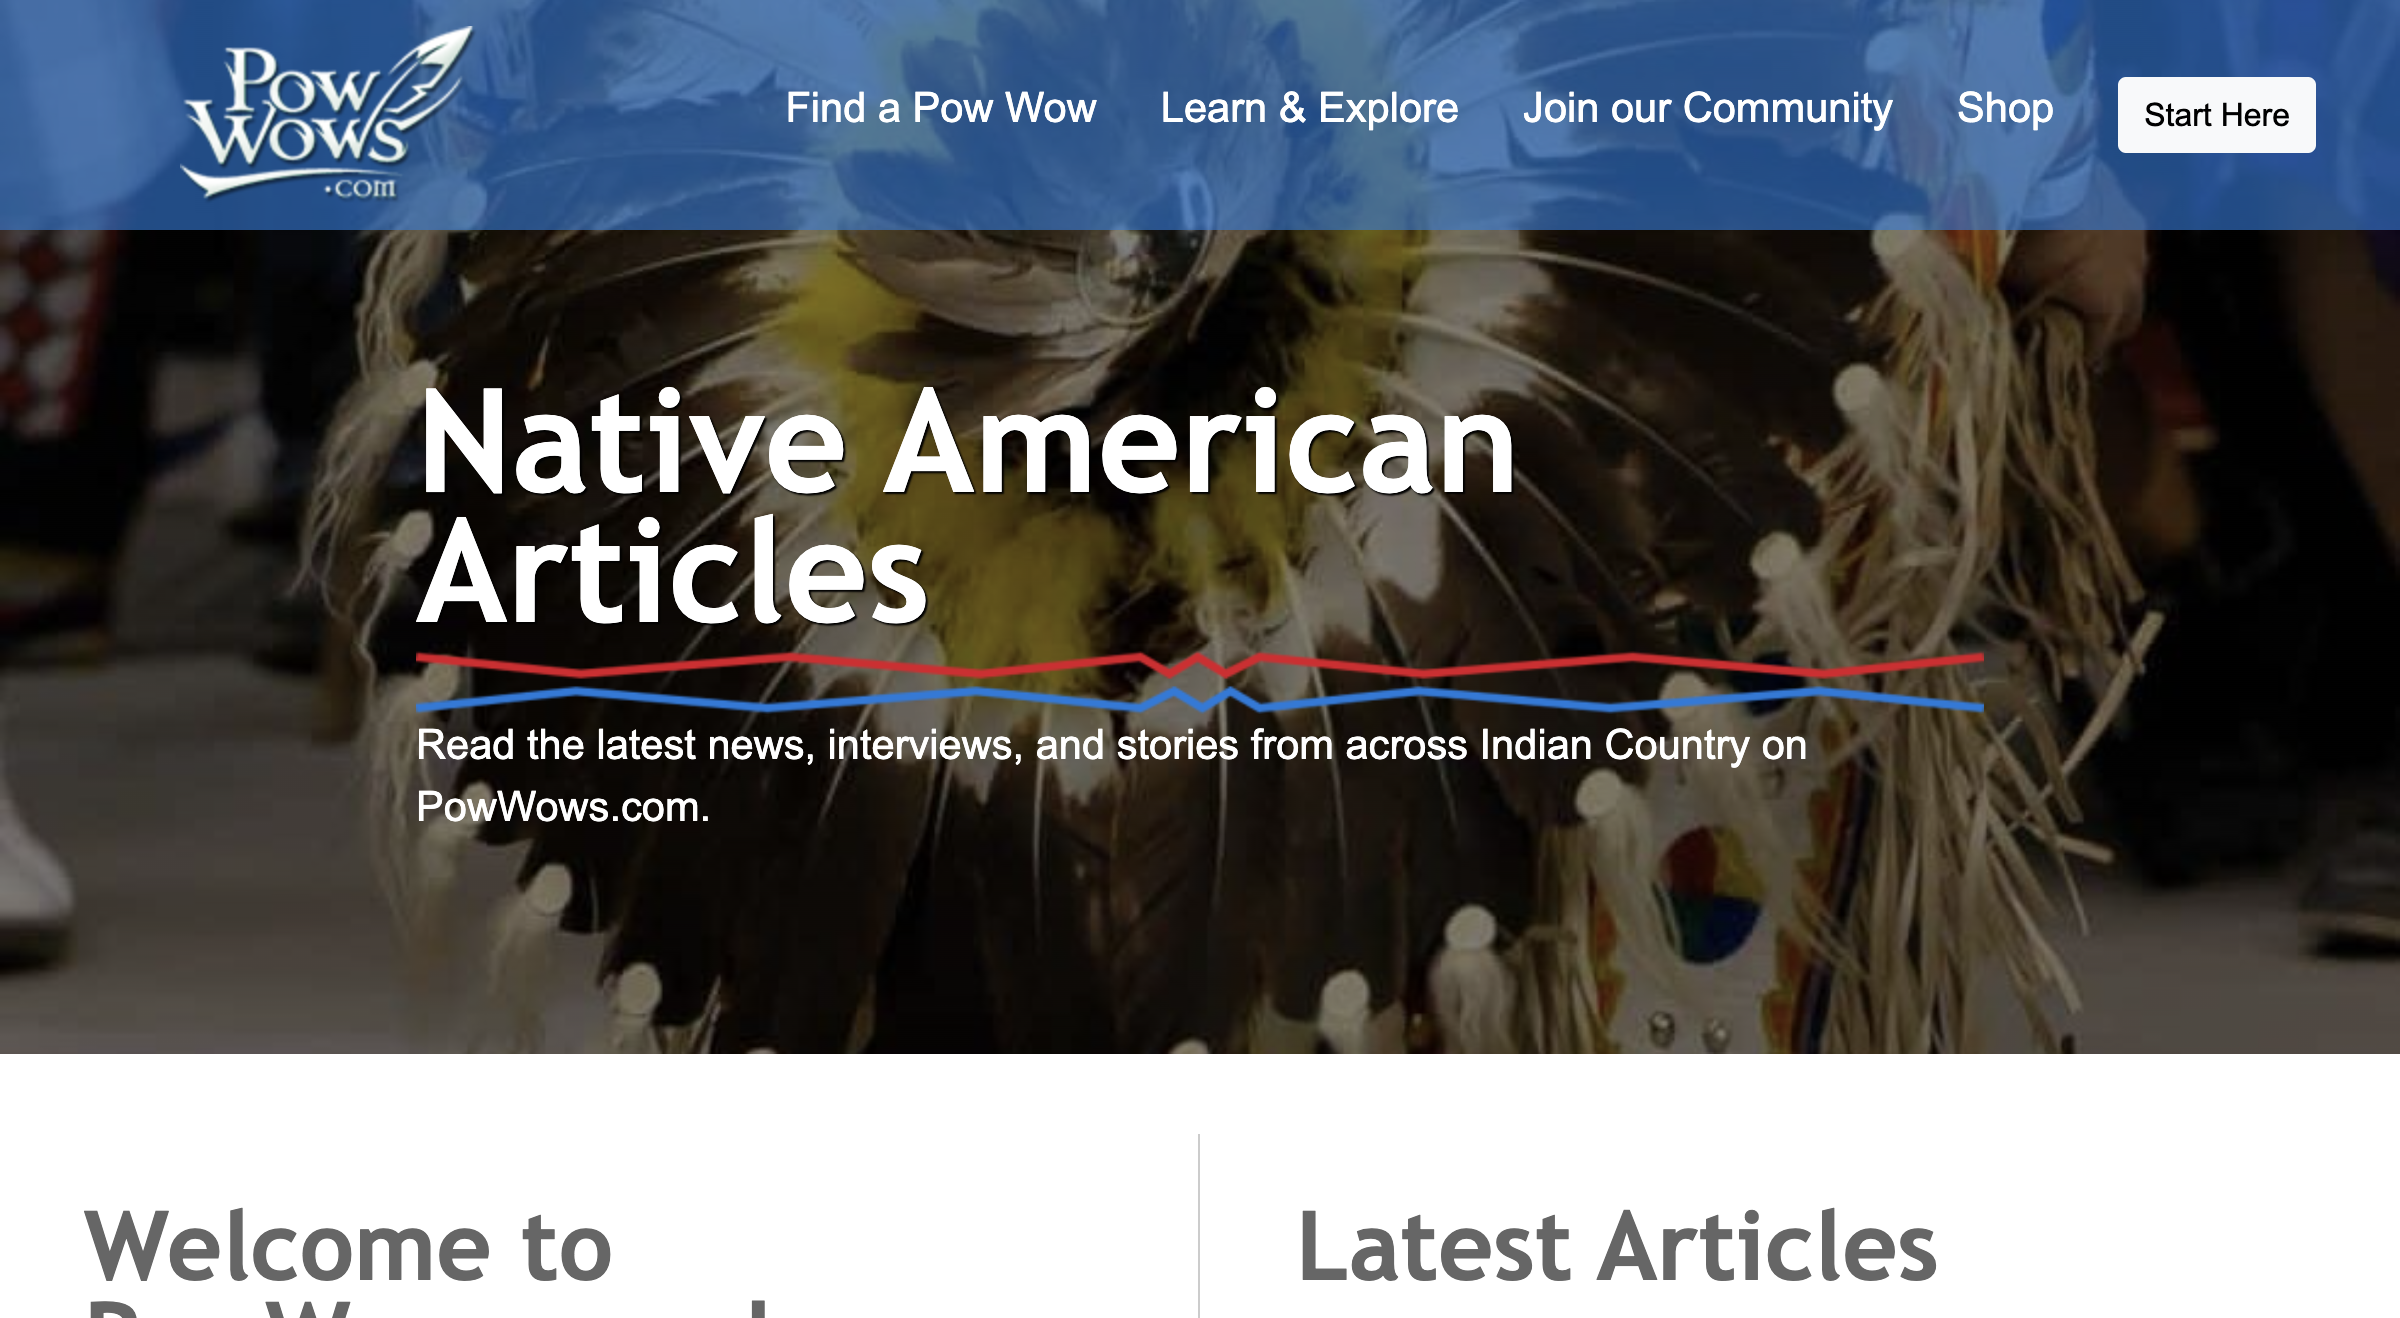 Pow
Wows
.com
Find a Pow Wow
Learn & Explore
Join our Community
Shop
Start Here
Native American
Articles
Read the latest news, interviews, and stories from across Indian Country on
PowWows.com.
Welcome to
Latest Articles